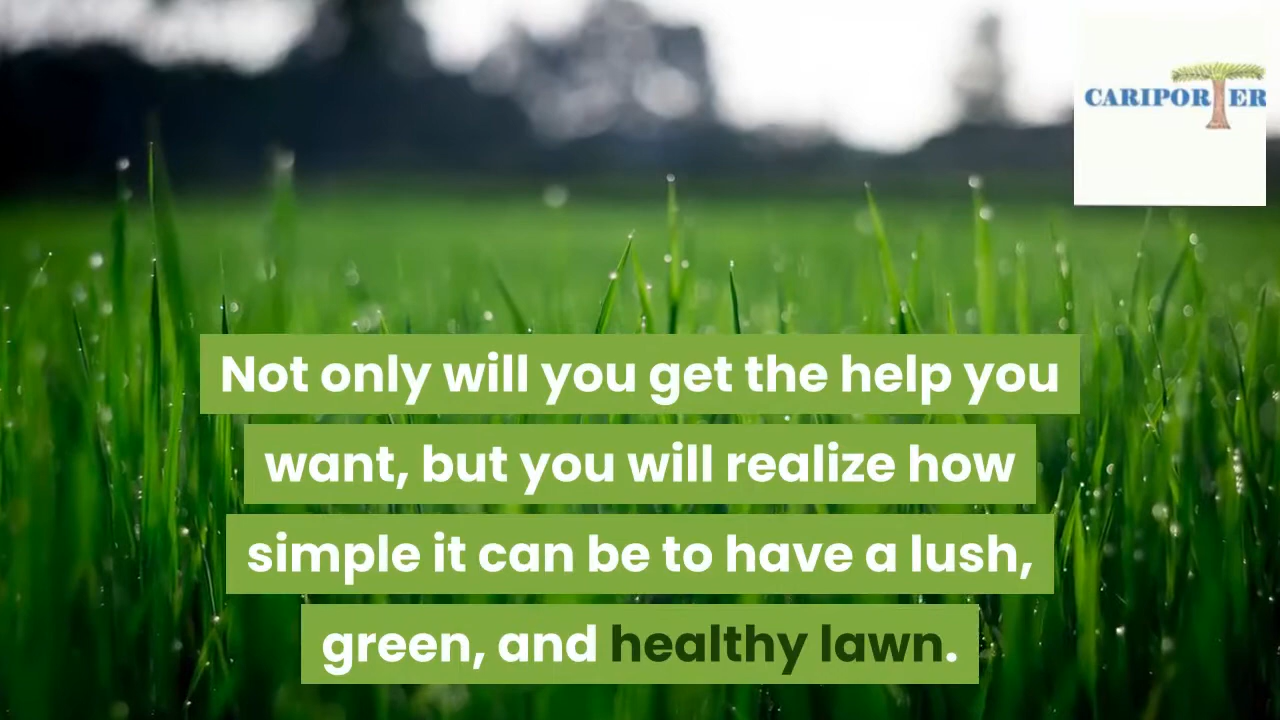 CARIPORTER
Not only will you get the help you
want, but you will realize how
simple it can be to have a lush,
green, and healthy lawn.